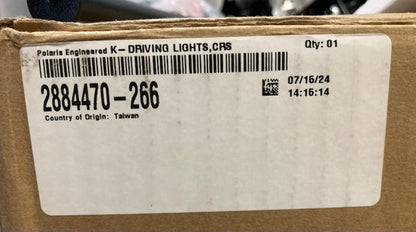 Polaris Engineered K-DRIVING LIGHTS,CRS Qty: 01
2884470-266
07/15/24
14:15:14
Country of Origin: Taiwan